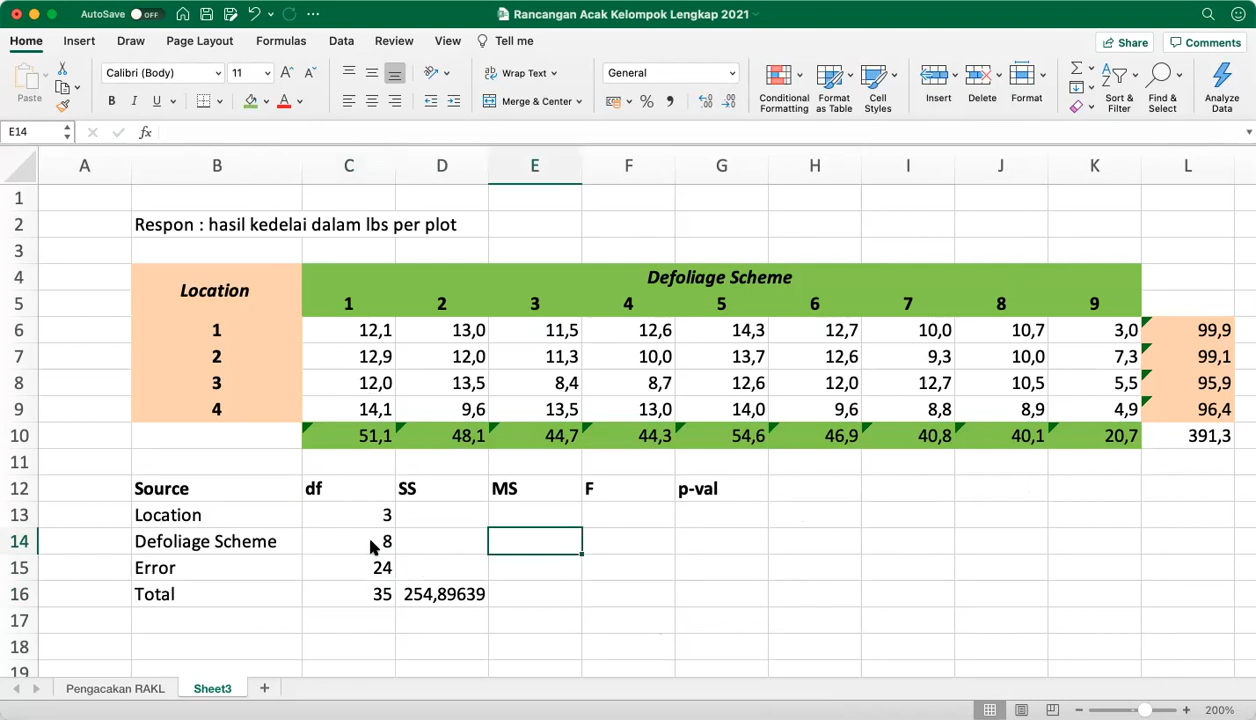 AutoSave OFF
Rancangan Acak Kelompok Lengkap 2021
Home Insert Draw Page Layout Formulas Data Review View Tell me Share Comments
Paste Calibri (Body) 11 Wrap Text General
B I U A Merge & Center % Conditional Formatting Format as Table Cell Styles Insert Delete Format Sort & Filter Find & Select Analyze Data
E14 fx
A B C D E F G H I J K L
1
2 Respon : hasil kedelai dalam lbs per plot
3
4 Location Defoliage Scheme
5 1 2 3 4 5 6 7 8 9
6 1 12,1 13,0 11,5 12,6 14,3 12,7 10,0 10,7 3,0 99,9
7 2 12,9 12,0 11,3 10,0 13,7 12,6 9,3 10,0 7,3 99,1
8 3 12,0 13,5 8,4 8,7 12,6 12,0 12,7 10,5 5,5 95,9
9 4 14,1 9,6 13,5 13,0 14,0 9,6 8,8 8,9 4,9 96,4
10 51,1 48,1 44,7 44,3 54,6 46,9 40,8 40,1 20,7 391,3
11
12 Source df SS MS F p-val
13 Location 3
14 Defoliage Scheme 8
15 Error 24
16 Total 35 254,89639
17
18
19
Pengacakan RAKL Sheet3
200%